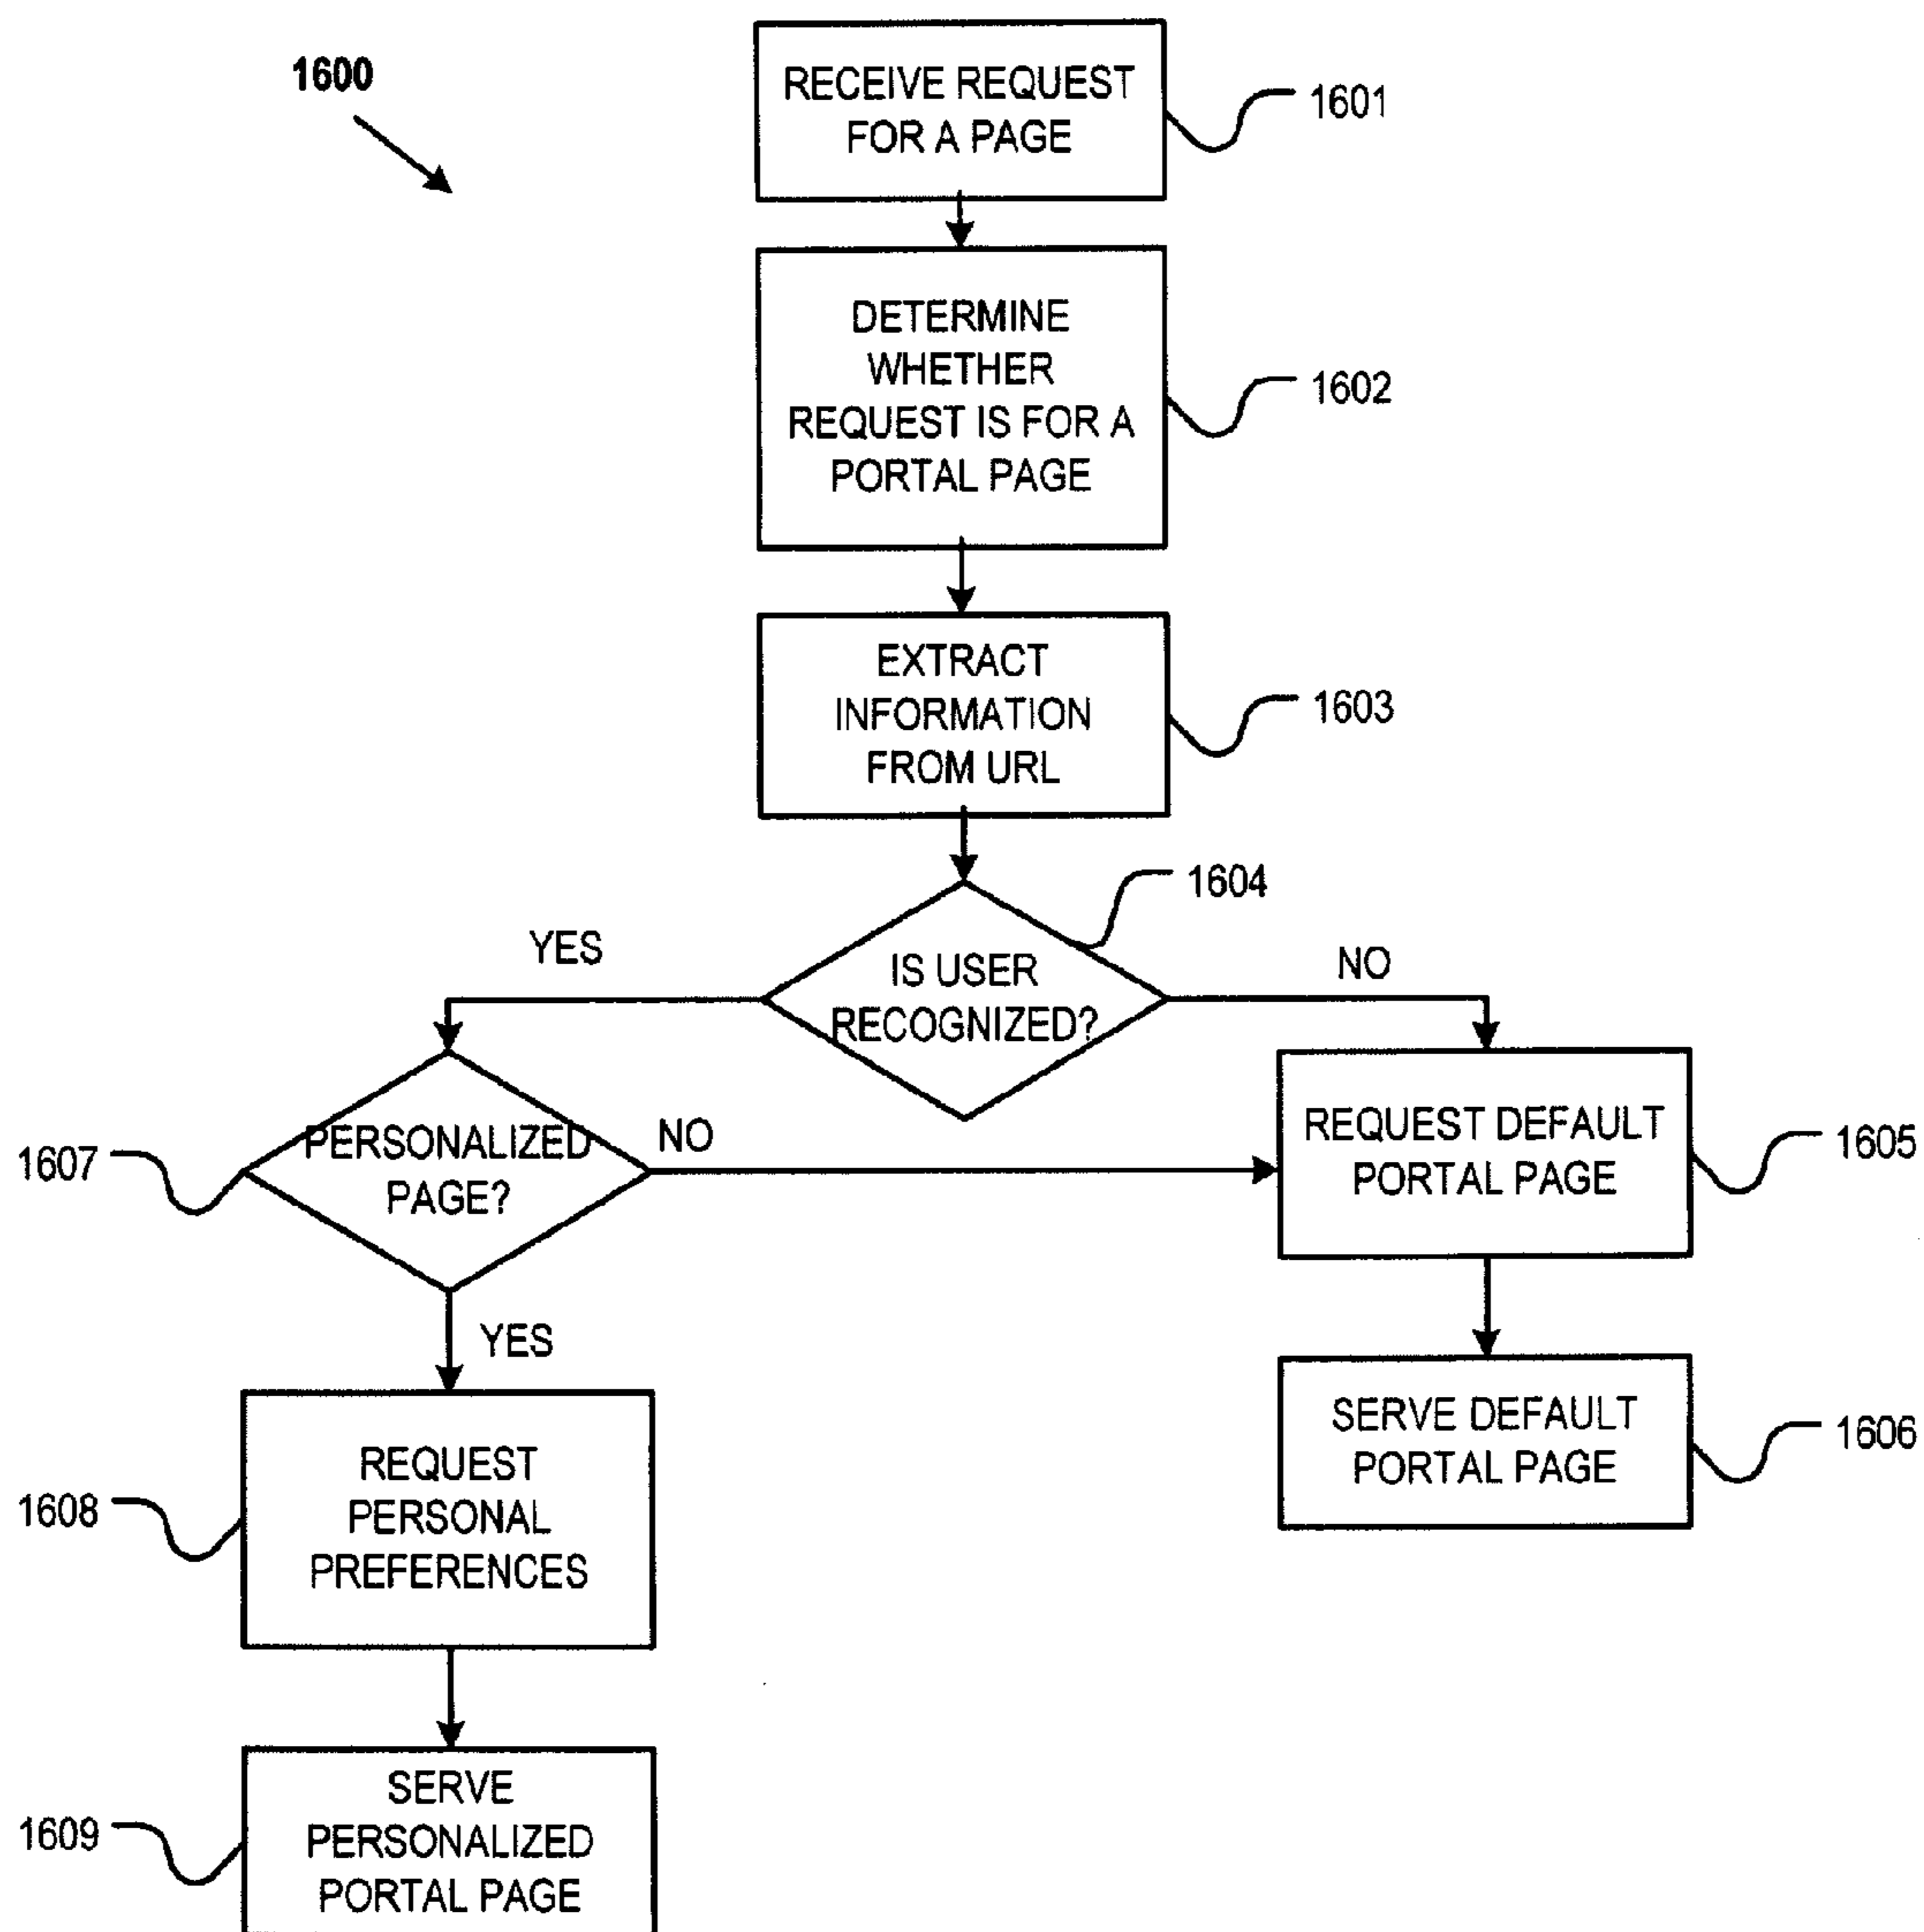 1600
RECEIVE REQUEST
FOR A PAGE
1601
DETERMINE
WHETHER
REQUEST IS FOR A
PORTAL PAGE
1602
EXTRACT
INFORMATION
FROM URL
1603
1604
YES
IS USER
RECOGNIZED?
NO
1607
PERSONALIZED
PAGE?
NO
REQUEST DEFAULT
PORTAL PAGE
1605
YES
SERVE DEFAULT
PORTAL PAGE
1606
1608
REQUEST
PERSONAL
PREFERENCES
1609
SERVE
PERSONALIZED
PORTAL PAGE